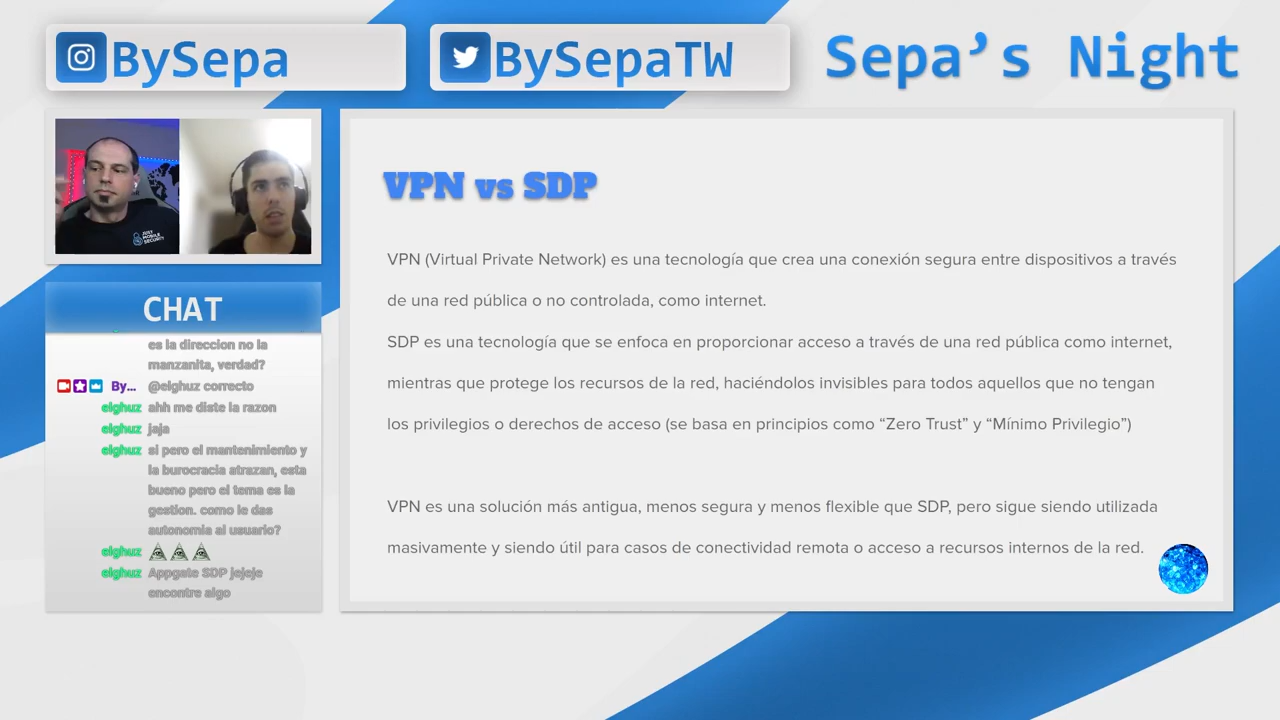 BySepa
BySepaTW
Sepa's Night
JUST
MOBILE
SECURITY
CHAT
es la direccion no la
manzanita, verdad?
By... @elghuz correcto
elghuz ahh me diste la razon
elghuz jaja
elghuz si pero el mantenimiento y
la burocracia atrazan, esta
bueno pero el tema es la
gestion. como le das
autonomia al usuario?
elghuz
elghuz Appgate SDP jejeje
encontre algo
VPN vs SDP
VPN (Virtual Private Network) es una tecnología que crea una conexión segura entre dispositivos a través
de una red pública o no controlada, como internet.
SDP es una tecnología que se enfoca en proporcionar acceso a través de una red pública como internet,
mientras que protege los recursos de la red, haciéndolos invisibles para todos aquellos que no tengan
los privilegios o derechos de acceso (se basa en principios como “Zero Trust” y “Mínimo Privilegio”)
VPN es una solución más antigua, menos segura y menos flexible que SDP, pero sigue siendo utilizada
masivamente y siendo útil para casos de conectividad remota o acceso a recursos internos de la red.